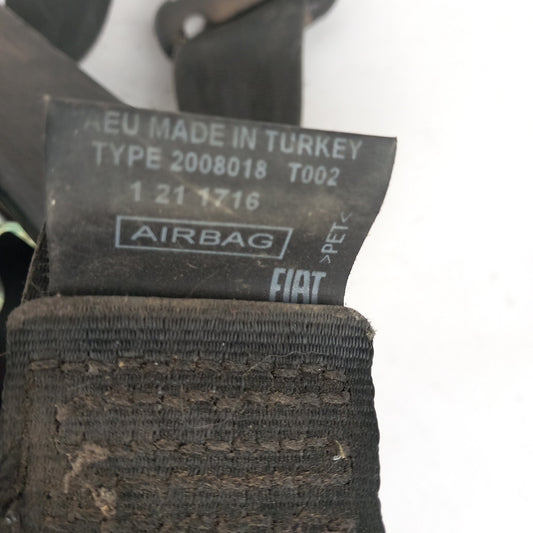 AEU MADE IN TURKEY
TYPE 2008018 T002
1 21 1716
AIRBAG
>PET<
FIAT